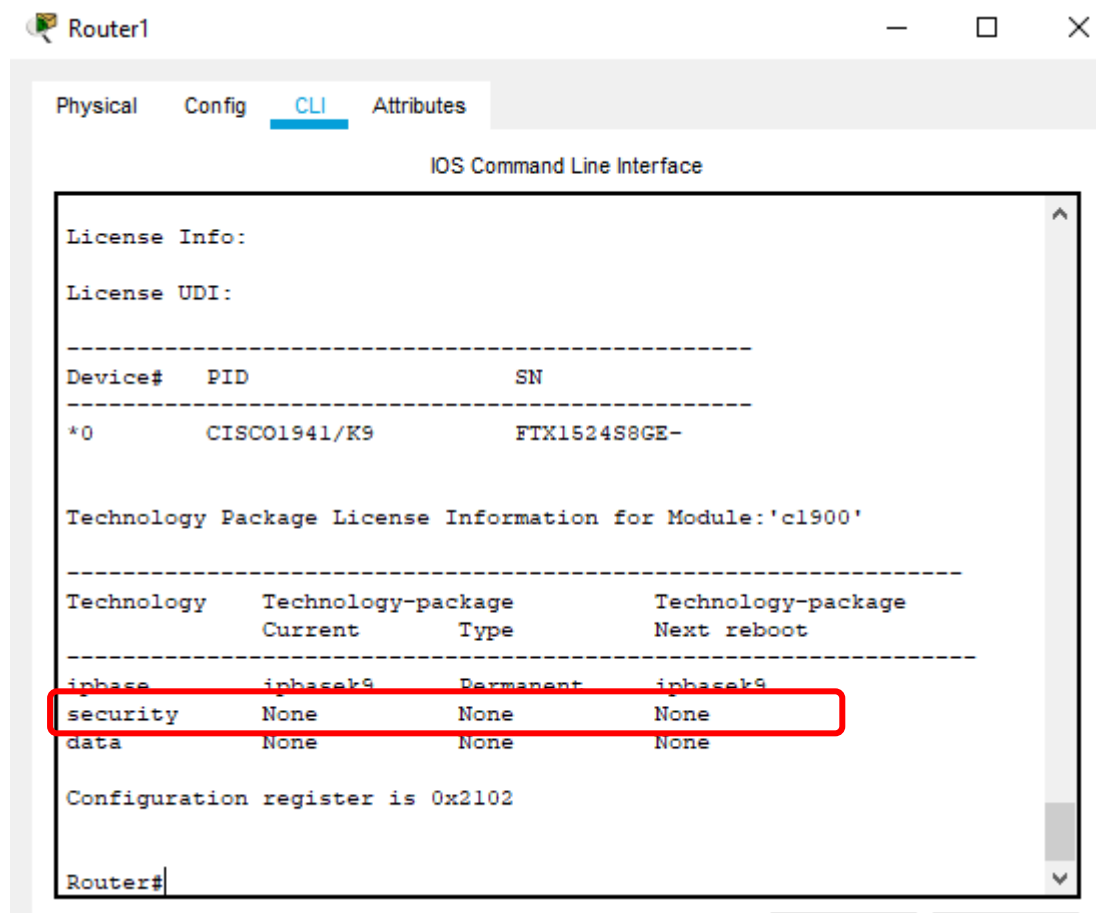 Router1
Physical Config CLI Attributes
IOS Command Line Interface
License Info:
License UDI:
-------------------------------------------------
Device# PID SN
-------------------------------------------------
*0 CISCO1941/K9 FTX1524S8GE-
Technology Package License Information for Module:'c1900'
----------------------------------------------------------------
Technology Technology-package Technology-package
Current Type Next reboot
-----------------------------------------------------------------
ipbase ipbasek9 Permanent ipbasek9
security None None None
data None None None
Configuration register is 0x2102
Router#